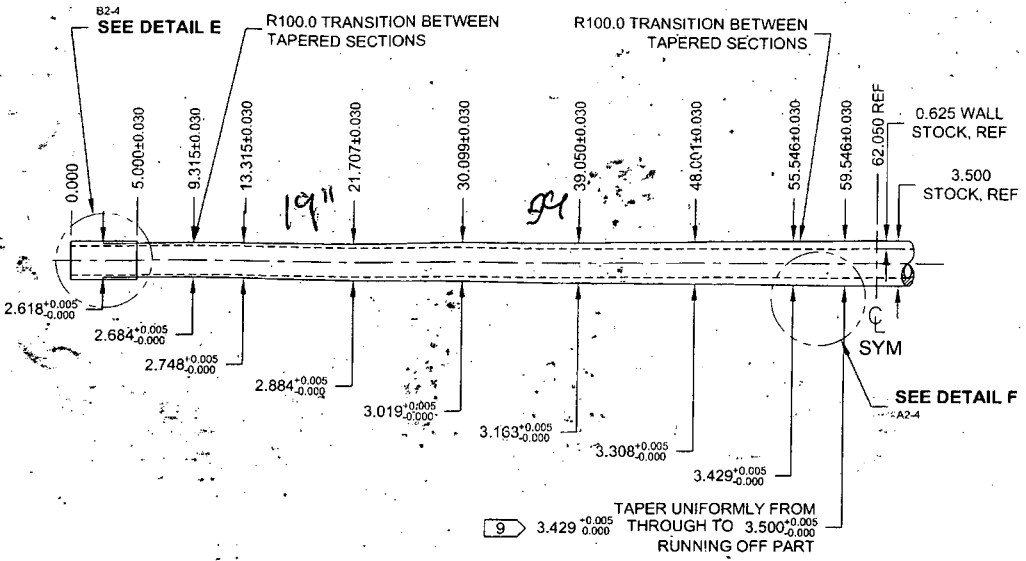 B2-4
SEE DETAIL E
R100.0 TRANSITION BETWEEN
TAPERED SECTIONS
R100.0 TRANSITION BETWEEN
TAPERED SECTIONS
0.000
5.000±0.030
9.315±0.030
13.315±0.030
21.707±0.030
30.099±0.030
39.050±0.030
48.001±0.030
55.546±0.030
59.546±0.030
62.050 REF
0.625 WALL
STOCK, REF
3.500
STOCK, REF
19"
2.618 +0.005 -0.000
2.684 +0.005 -0.000
2.748 +0.005 -0.000
2.884 +0.005 -0.000
3.019 +0.005 -0.000
3.163 +0.005 -0.000
3.308 +0.005 -0.000
3.429 +0.005 -0.000
CL
SYM
SEE DETAIL F
A2-4
TAPER UNIFORMLY FROM
9 3.429 +0.005 0.000 THROUGH TO 3.500 +0.005 -0.000
RUNNING OFF PART